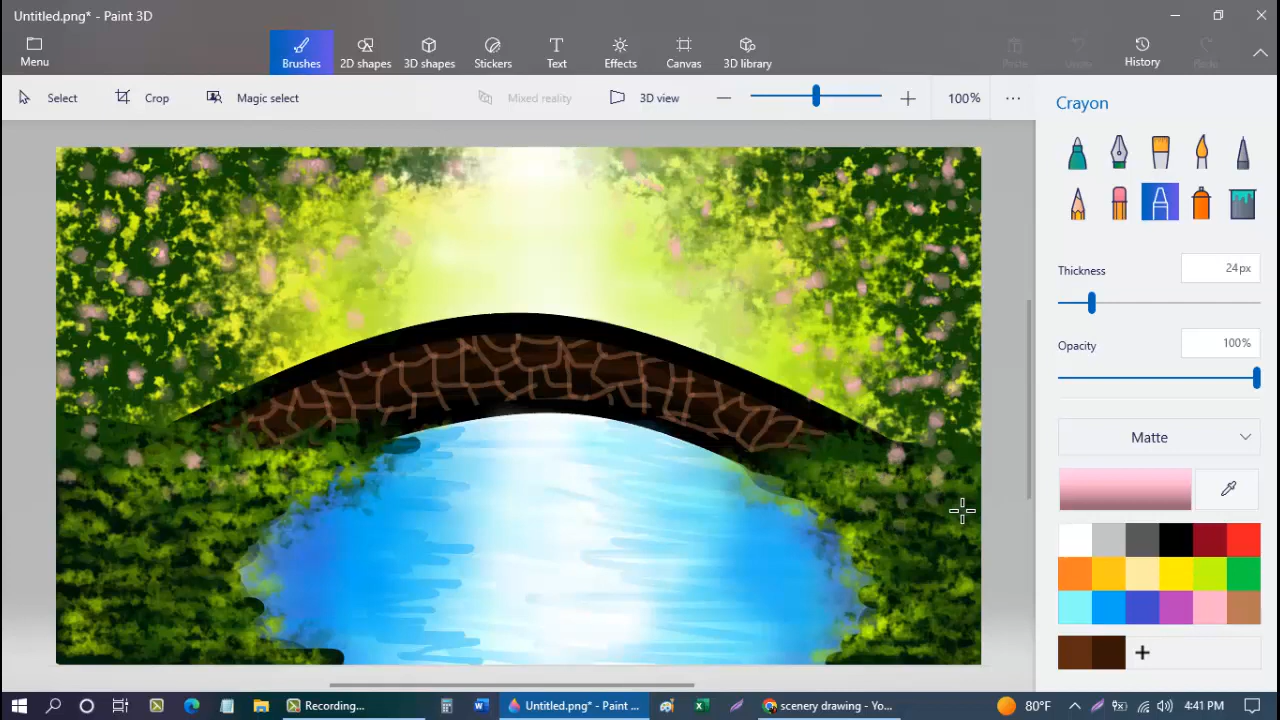 Untitled.png* - Paint 3D
Menu
Brushes
2D shapes
3D shapes
Stickers
Text
Effects
Canvas
3D library
Paste
Undo
History
Redo
Select
Crop
Magic select
Mixed reality
3D view
100%
Crayon
Thickness
24px
Opacity
100%
Matte
Recording...
Untitled.png* - Paint ...
scenery drawing - Yo...
80°F
4:41 PM